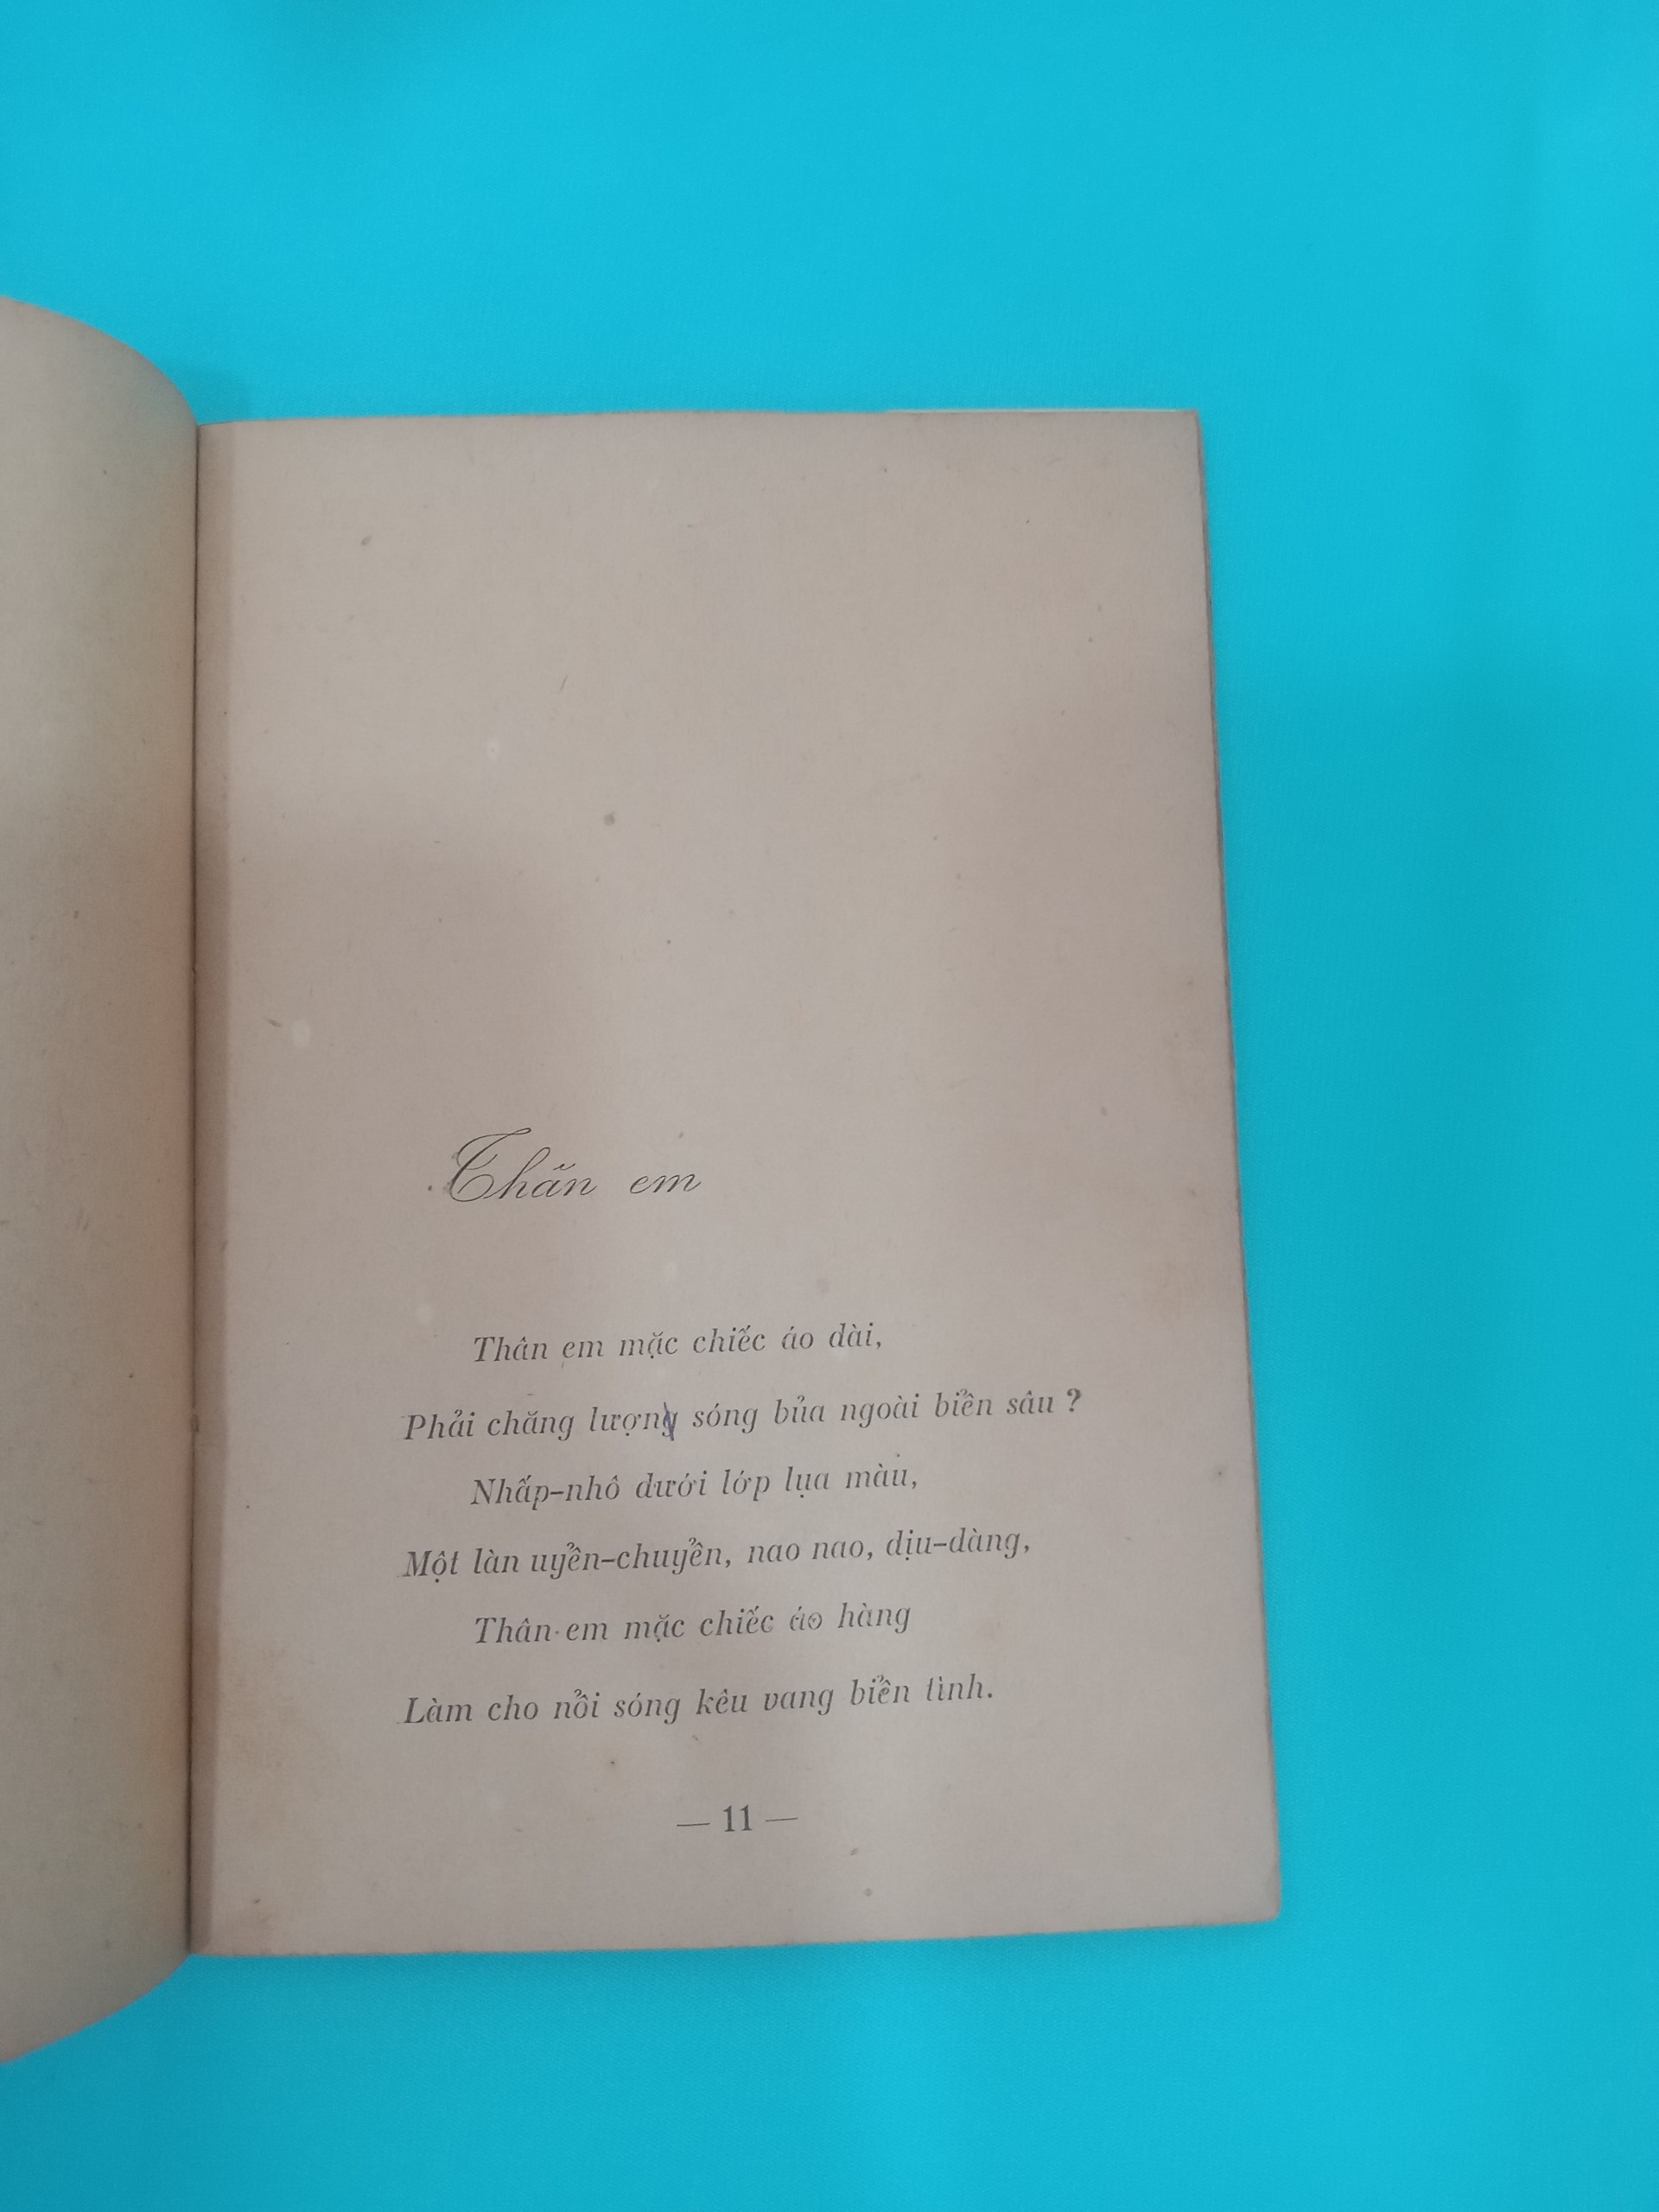 Thân em
Thân em mặc chiếc áo dài,
Phải chăng lượng sóng bủa ngoài biển sâu ?
Nhấp-nhô dưới lớp lụa màu,
Một làn uyển-chuyển, nao nao, dịu-dàng,
Thân em mặc chiếc áo hàng
Làm cho nổi sóng kêu vang biển tình.
— 11 —